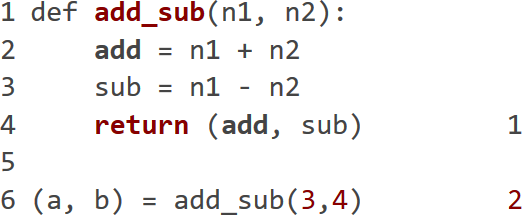 1 def add_sub(n1, n2):
2     add = n1 + n2
3     sub = n1 - n2
4     return (add, sub)         1
5
6 (a, b) = add_sub(3,4)         2